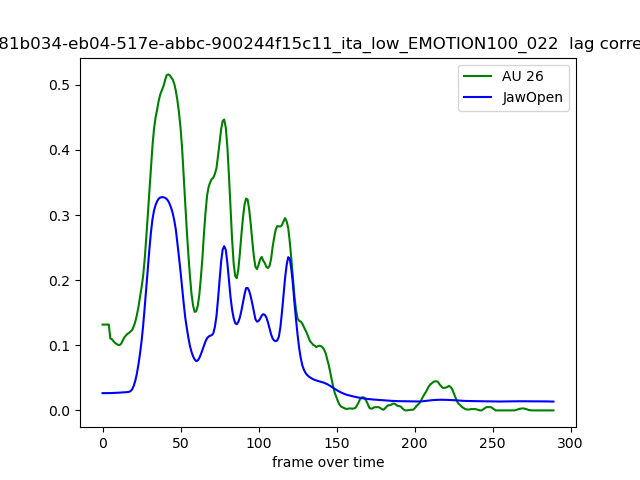 81b034-eb04-517e-abbc-900244f15c11_ita_low_EMOTION100_022 lag corre
AU 26
JawOpen
0.5
0.4
0.3
0.2
0.1
0.0
0 50 100 150 200 250 300
frame over time